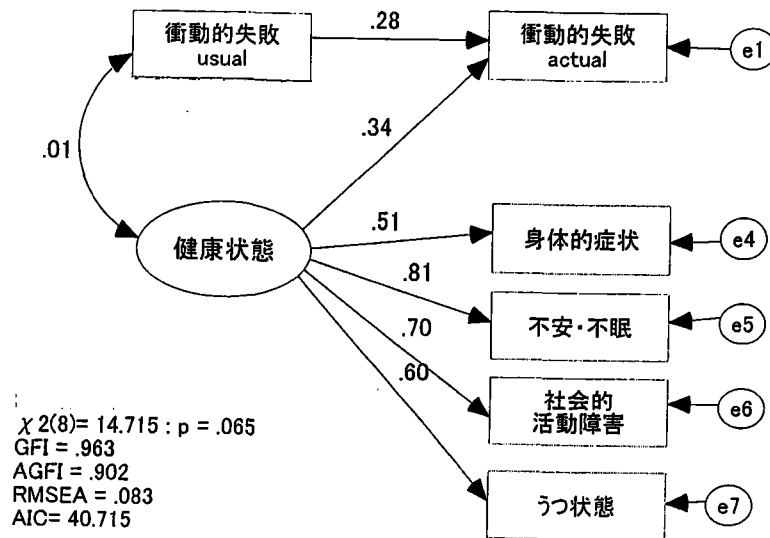 衝動的失敗
usual
.28
衝動的失敗
actual
e1
.34
.01
健康状態
.51
身体的症状
e4
.81
不安・不眠
e5
.70
社会的
活動障害
e6
.60
うつ状態
e7
χ2(8)= 14.715 : p = .065
GFI = .963
AGFI = .902
RMSEA = .083
AIC= 40.715